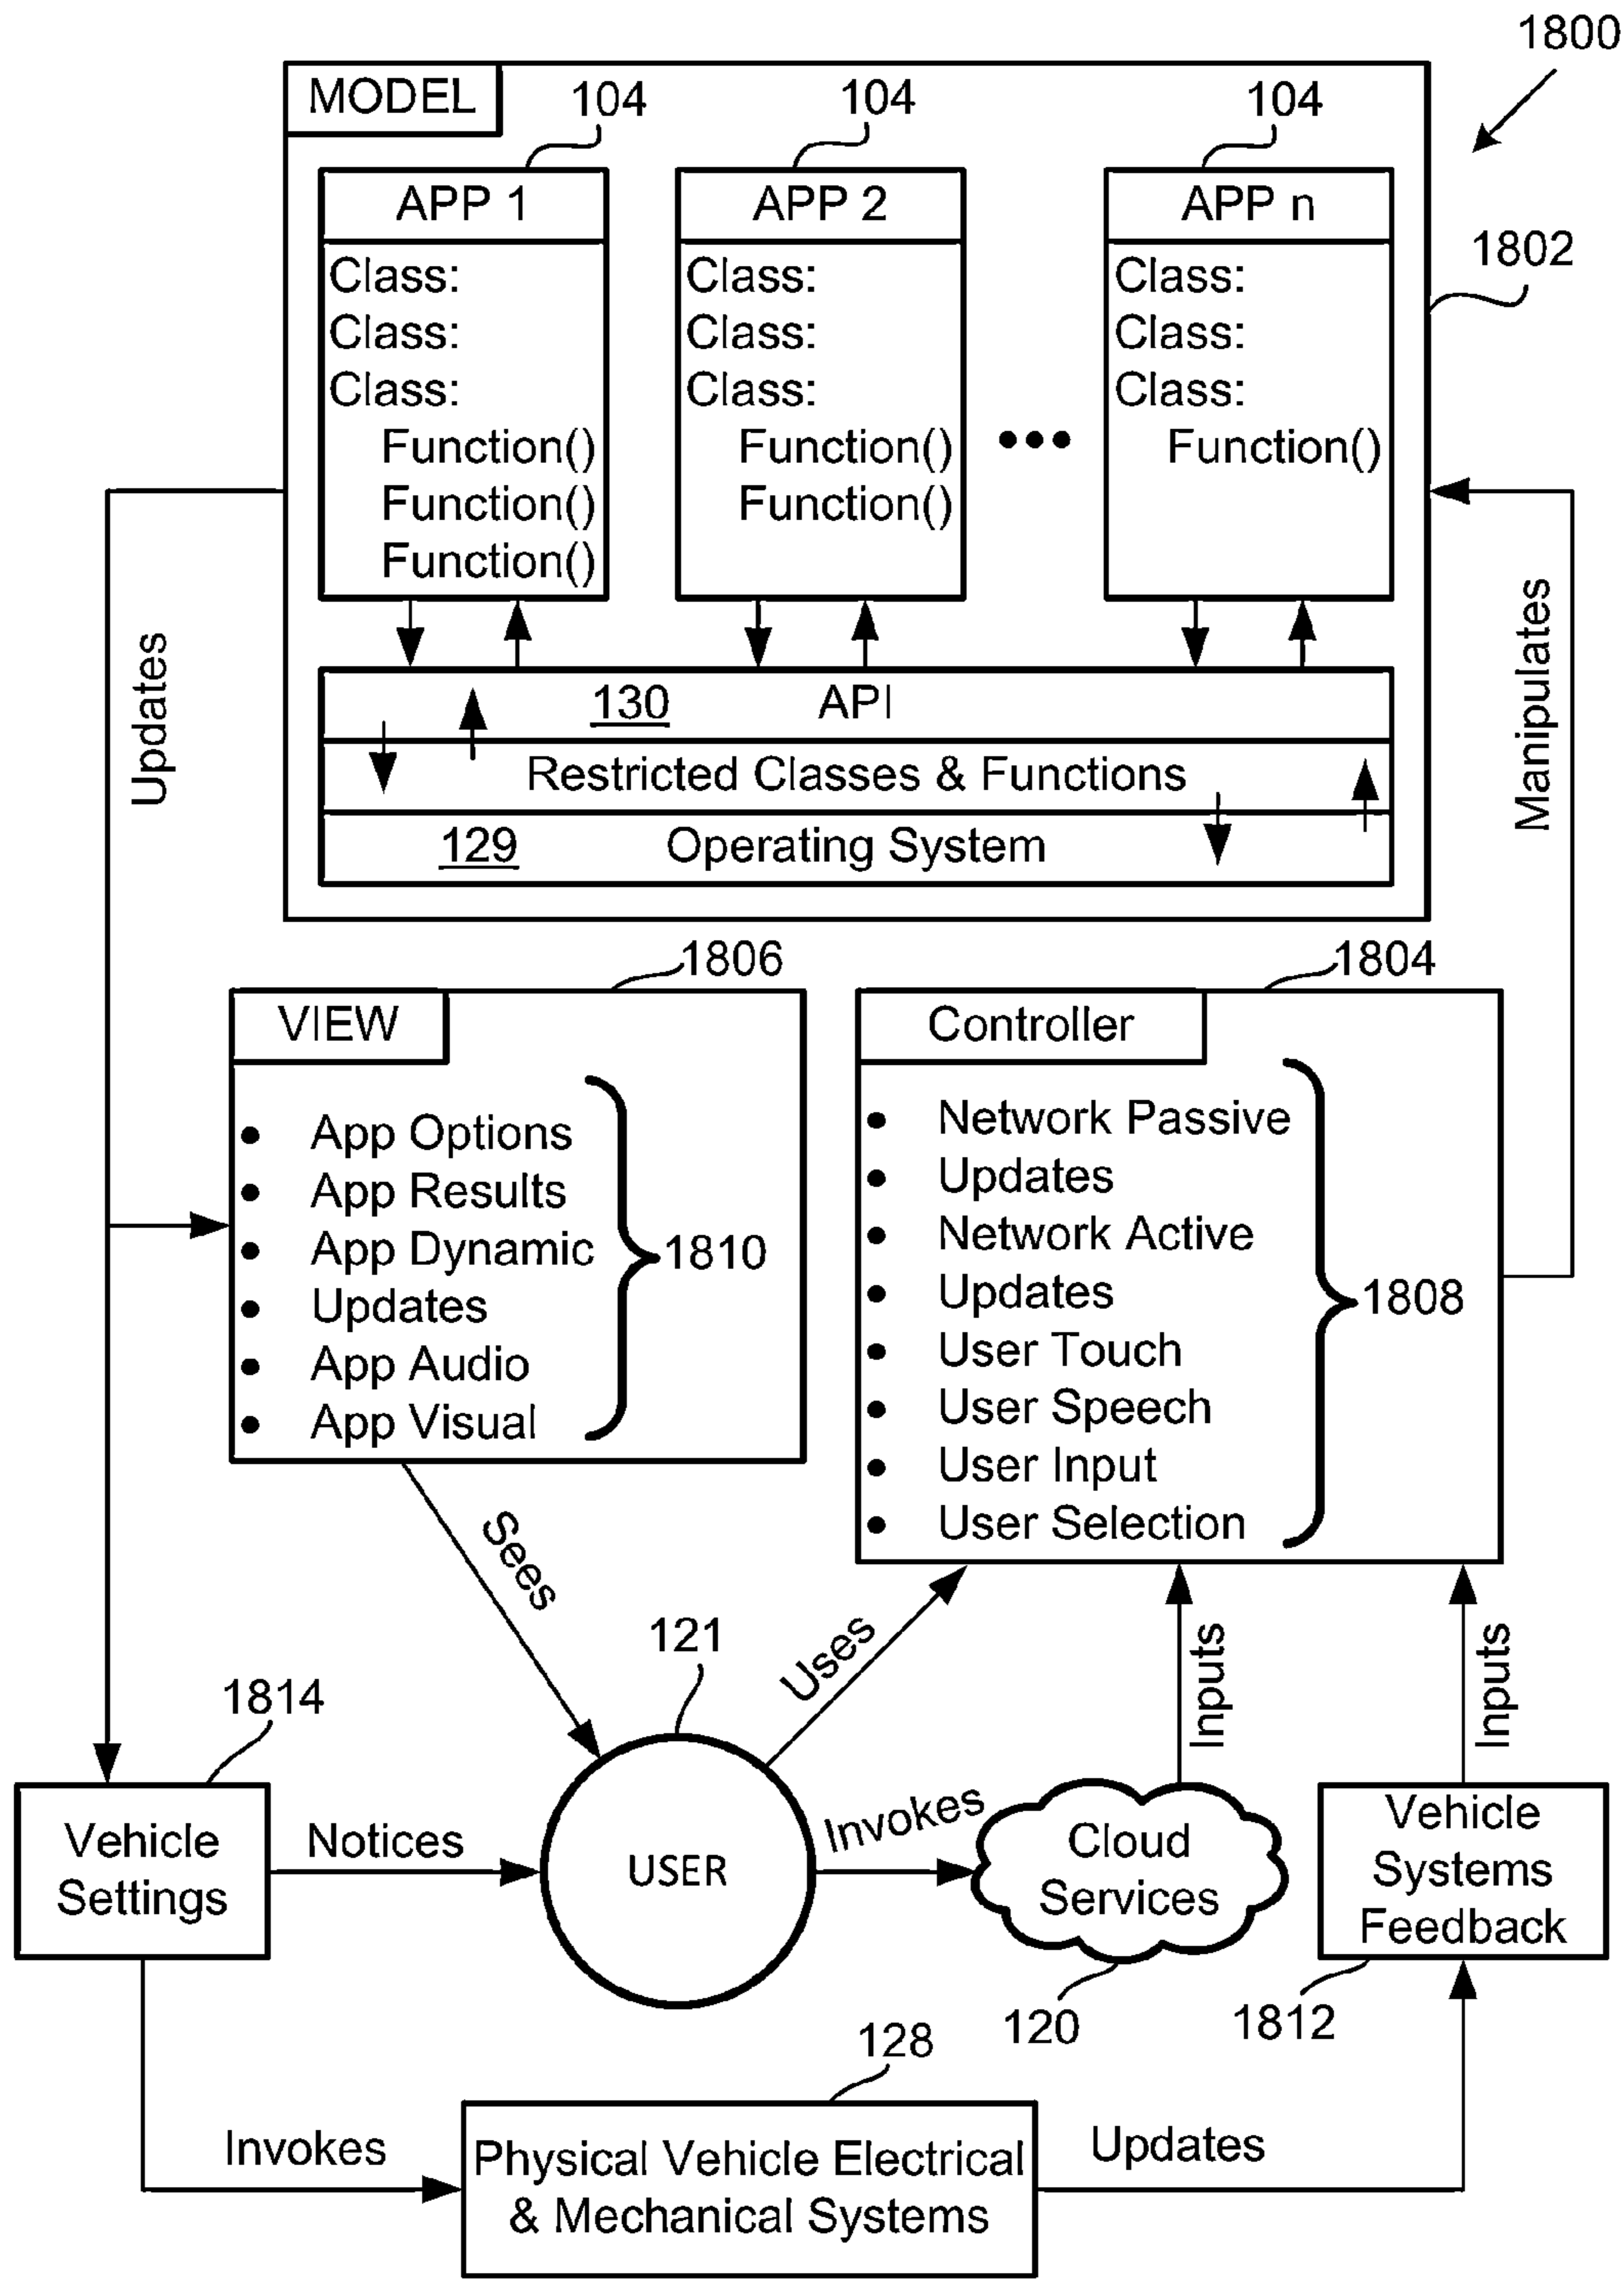 1800
MODEL
104
104
104
1802
APP 1
Class:
Class:
Class:
Function()
Function()
Function()
APP 2
Class:
Class:
Class:
Function()
Function()
•••
APP n
Class:
Class:
Class:
Function()
130 API
Restricted Classes & Functions
129 Operating System
Updates
Manipulates
1806
VIEW
• App Options
• App Results
• App Dynamic
• Updates
• App Audio
• App Visual
1810
1804
Controller
• Network Passive
• Updates
• Network Active
• Updates
• User Touch
• User Speech
• User Input
• User Selection
1808
Sees
Uses
Inputs
Inputs
121
1814
Vehicle
Settings
Notices
USER
Invokes
Cloud
Services
120
Vehicle
Systems
Feedback
1812
128
Invokes
Physical Vehicle Electrical
& Mechanical Systems
Updates